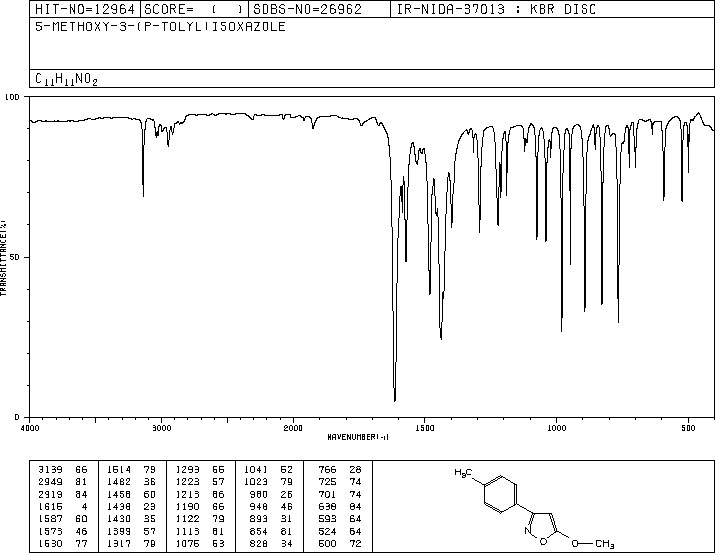 HIT-NO=12964 SCORE= ( ) SDBS-NO=26962 IR-NIDA-37013 : KBR DISC
5-METHOXY-3-(P-TOLYL)ISOXAZOLE
C11H11NO2
100
50
0
TRANSMITTANCE(%)
4000 3000 2000 1500 1000 500
WAVENUMBER(-1)
3139 66 1514 79 1293 55 1041 52 766 28
2949 81 1482 36 1223 57 1023 79 725 74
2919 84 1458 60 1213 66 980 26 701 74
1615 4 1438 23 1190 66 948 46 638 84
1587 60 1430 35 1122 79 893 31 593 64
1573 46 1399 57 1113 81 854 81 524 64
1530 77 1317 79 1075 53 828 34 500 72
H3C
N
O
O
CH3